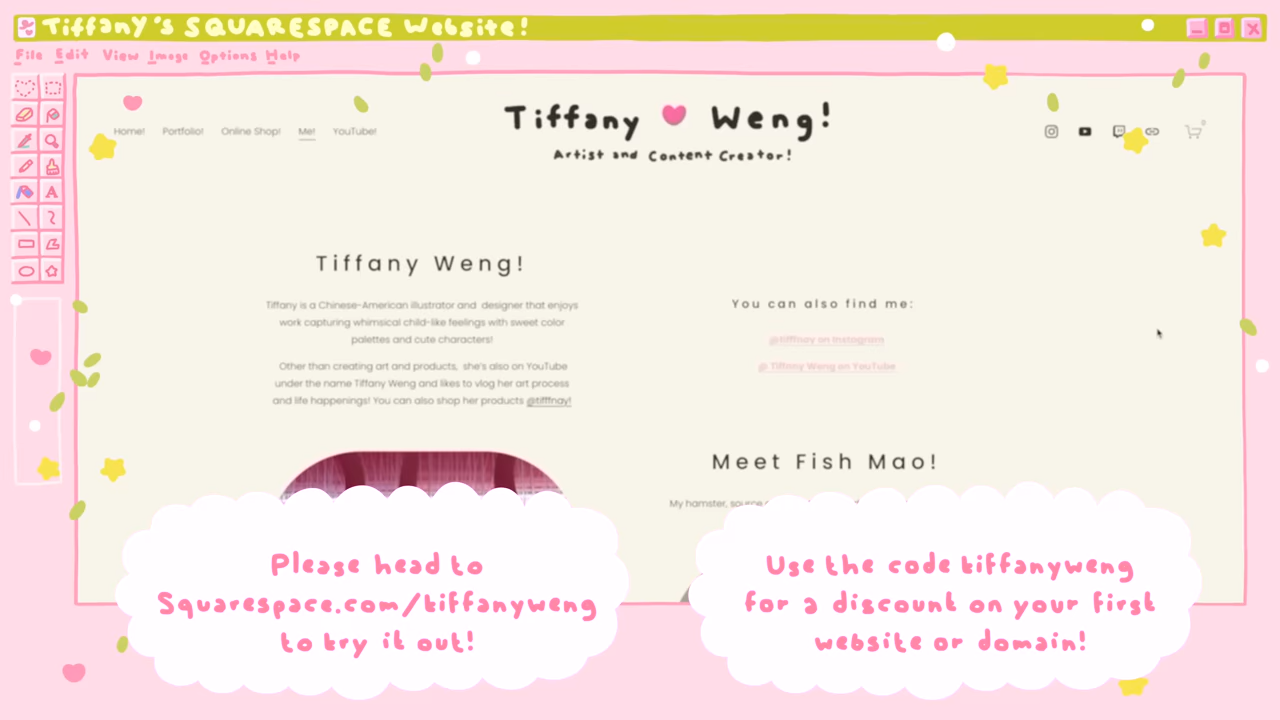 Tiffany's SQUARESPACE Website!
File Edit View Image Options Help
Home! Portfolio! Online Shop! Me! YouTube!
Tiffany Weng!
Artist and Content Creator!
0
Tiffany Weng!
Tiffany is a Chinese-American illustrator and designer that enjoys
work capturing whimsical child-like feelings with sweet color
palettes and cute characters!
Other than creating art and products, she's also on YouTube
under the name Tiffany Weng and likes to vlog her art process
and life happenings! You can also shop her products @tifffnay!
You can also find me:
@tifffnay on Instagram
@ Tiffany Weng on YouTube
Meet Fish Mao!
My hamster, source
Please head to
Squarespace.com/tiffanyweng
to try it out!
Use the code tiffanyweng
for a discount on your first
website or domain!